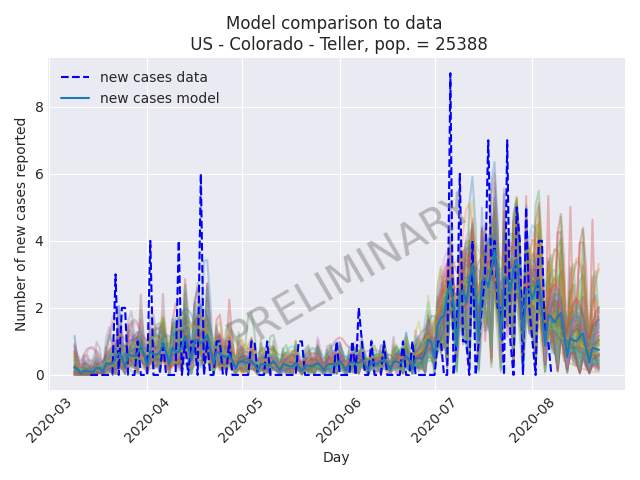 Model comparison to data
US - Colorado - Teller, pop. = 25388
new cases data
new cases model
Number of new cases reported
8
6
4
2
0
PRELIMINARY
2020-03
2020-04
2020-05
2020-06
2020-07
2020-08
Day